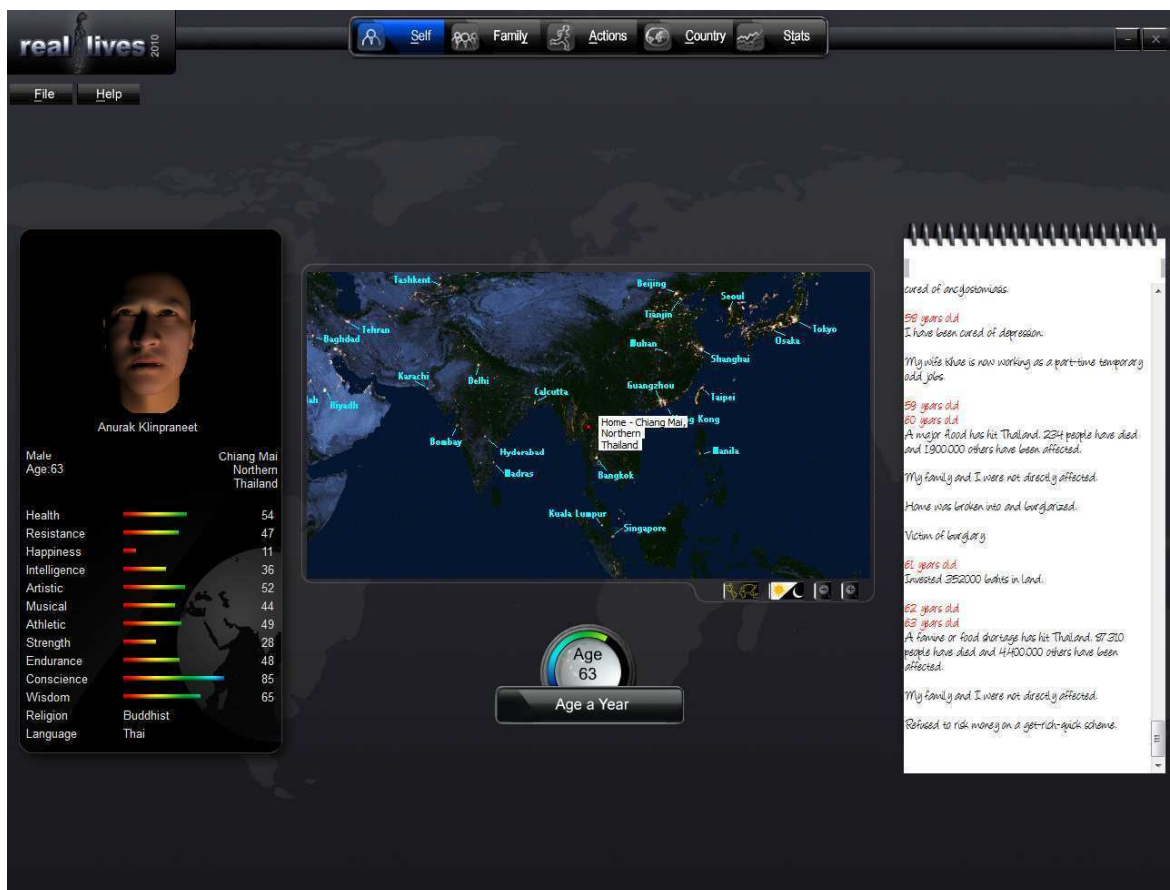 real lives 2010
Self
Family
Actions
Country
Stats
File
Help
Anurak Klinpraneet
Male
Age:63
Chiang Mai
Northern
Thailand
Health 54
Resistance 47
Happiness 11
Intelligence 36
Artistic 52
Musical 44
Athletic 49
Strength 28
Endurance 48
Conscience 85
Wisdom 65
Religion Buddhist
Language Thai
Tashkent
Beijing
Seoul
Tianjin
Tehran
Baghdad
Tokyo
Osaka
Wuhan
Shanghai
Karachi
Delhi
Guangzhou
Calcutta
Taipei
Riyadh
Home - Chiang Mai,
Northern
Thailand
Kong
Bombay
Hyderabad
Manila
Madras
Bangkok
Kuala Lumpur
Singapore
Age
63
Age a Year
cured of ancylostomiasis.
58 years old
I have been cured of depression.
My wife Khae is now working as a part-time temporary
odd jobs.
59 years old
60 years old
A major flood has hit Thailand. 234 people have died
and 1900000 others have been affected.
My family and I were not directly affected.
Home was broken into and burglarized.
Victim of burglary
61 years old
Invested 352000 bahts in Land.
62 years old
63 years old
A famine or food shortage has hit Thailand. 97310
people have died and 4400000 others have been
affected.
My family and I were not directly affected.
Refused to risk money on a get-rich-quick scheme.